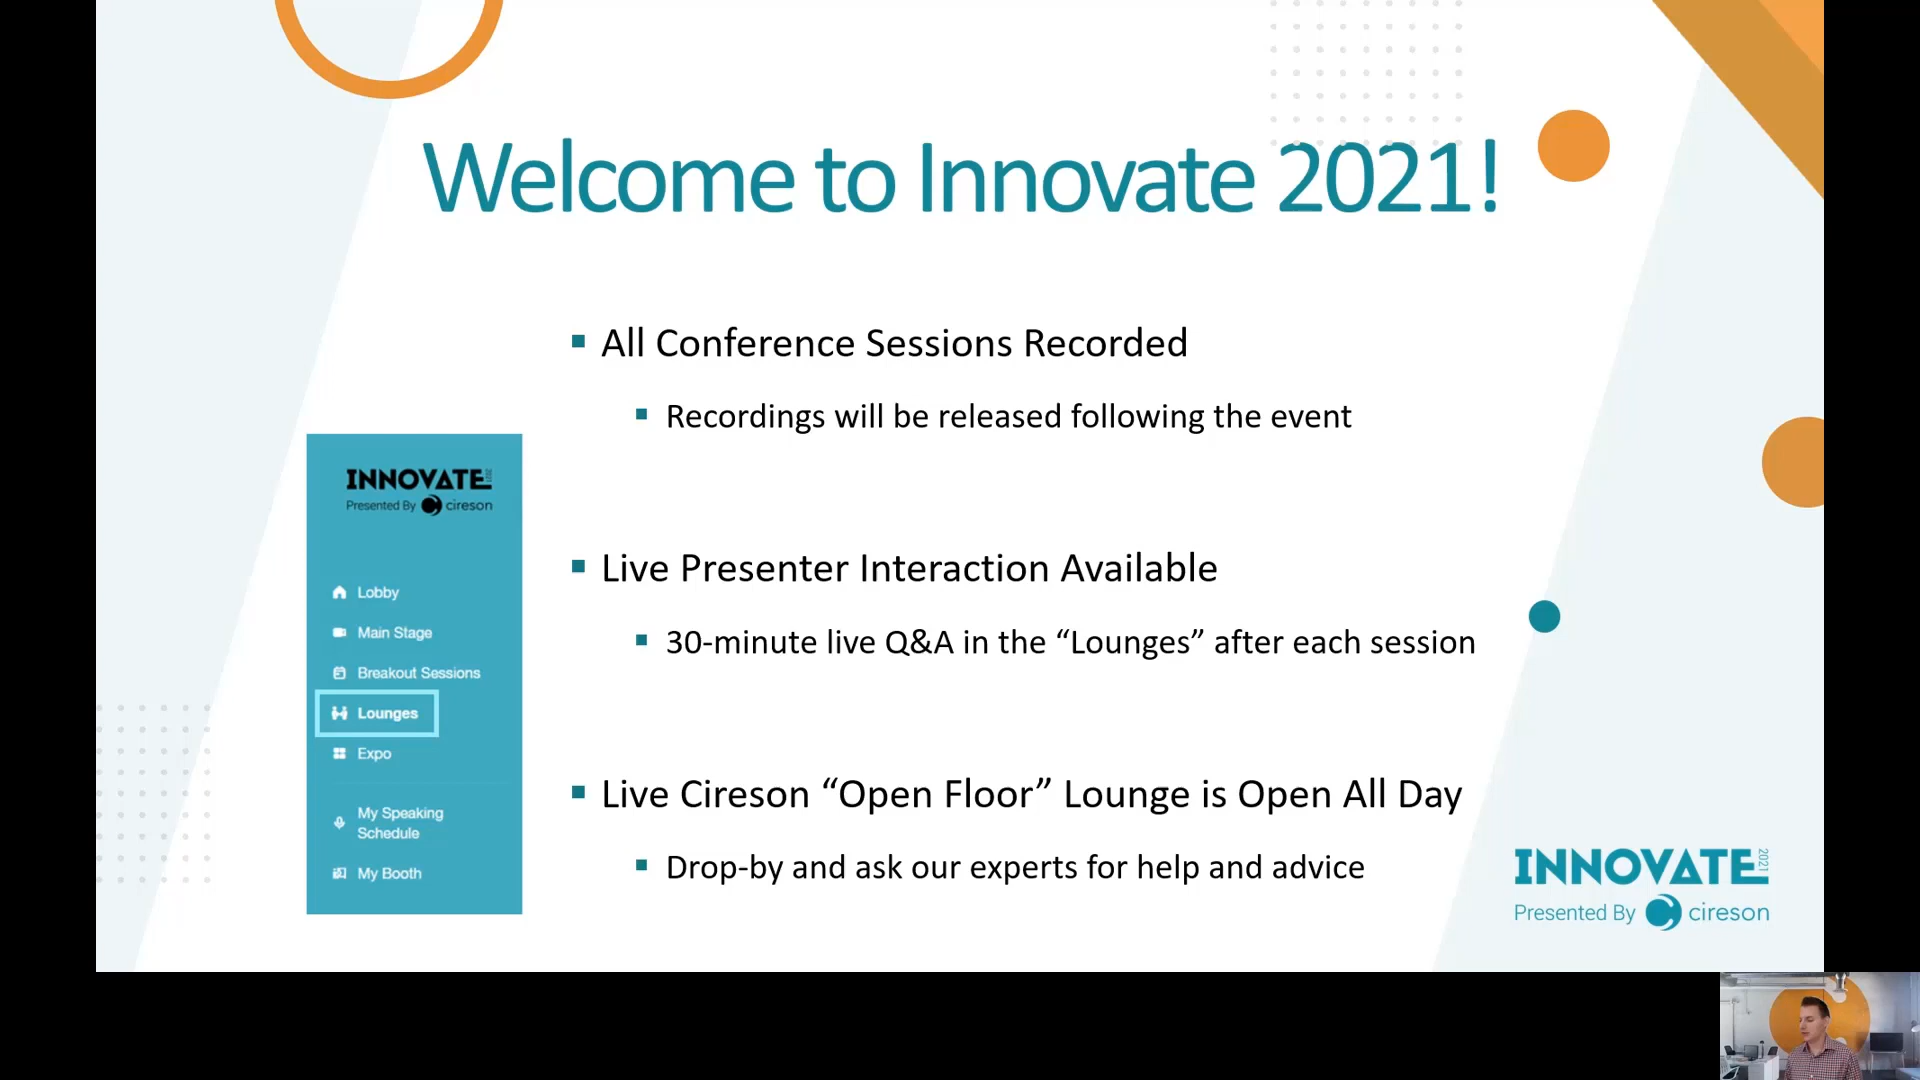 Welcome to Innovate 2021!
All Conference Sessions Recorded
Recordings will be released following the event
INNOVATE 2021
Presented By cireson
Lobby
Main Stage
Breakout Sessions
Lounges
Expo
My Speaking
Schedule
My Booth
Live Presenter Interaction Available
30-minute live Q&A in the “Lounges” after each session
Live Cireson “Open Floor” Lounge is Open All Day
Drop-by and ask our experts for help and advice
INNOVATE 2021
Presented By cireson